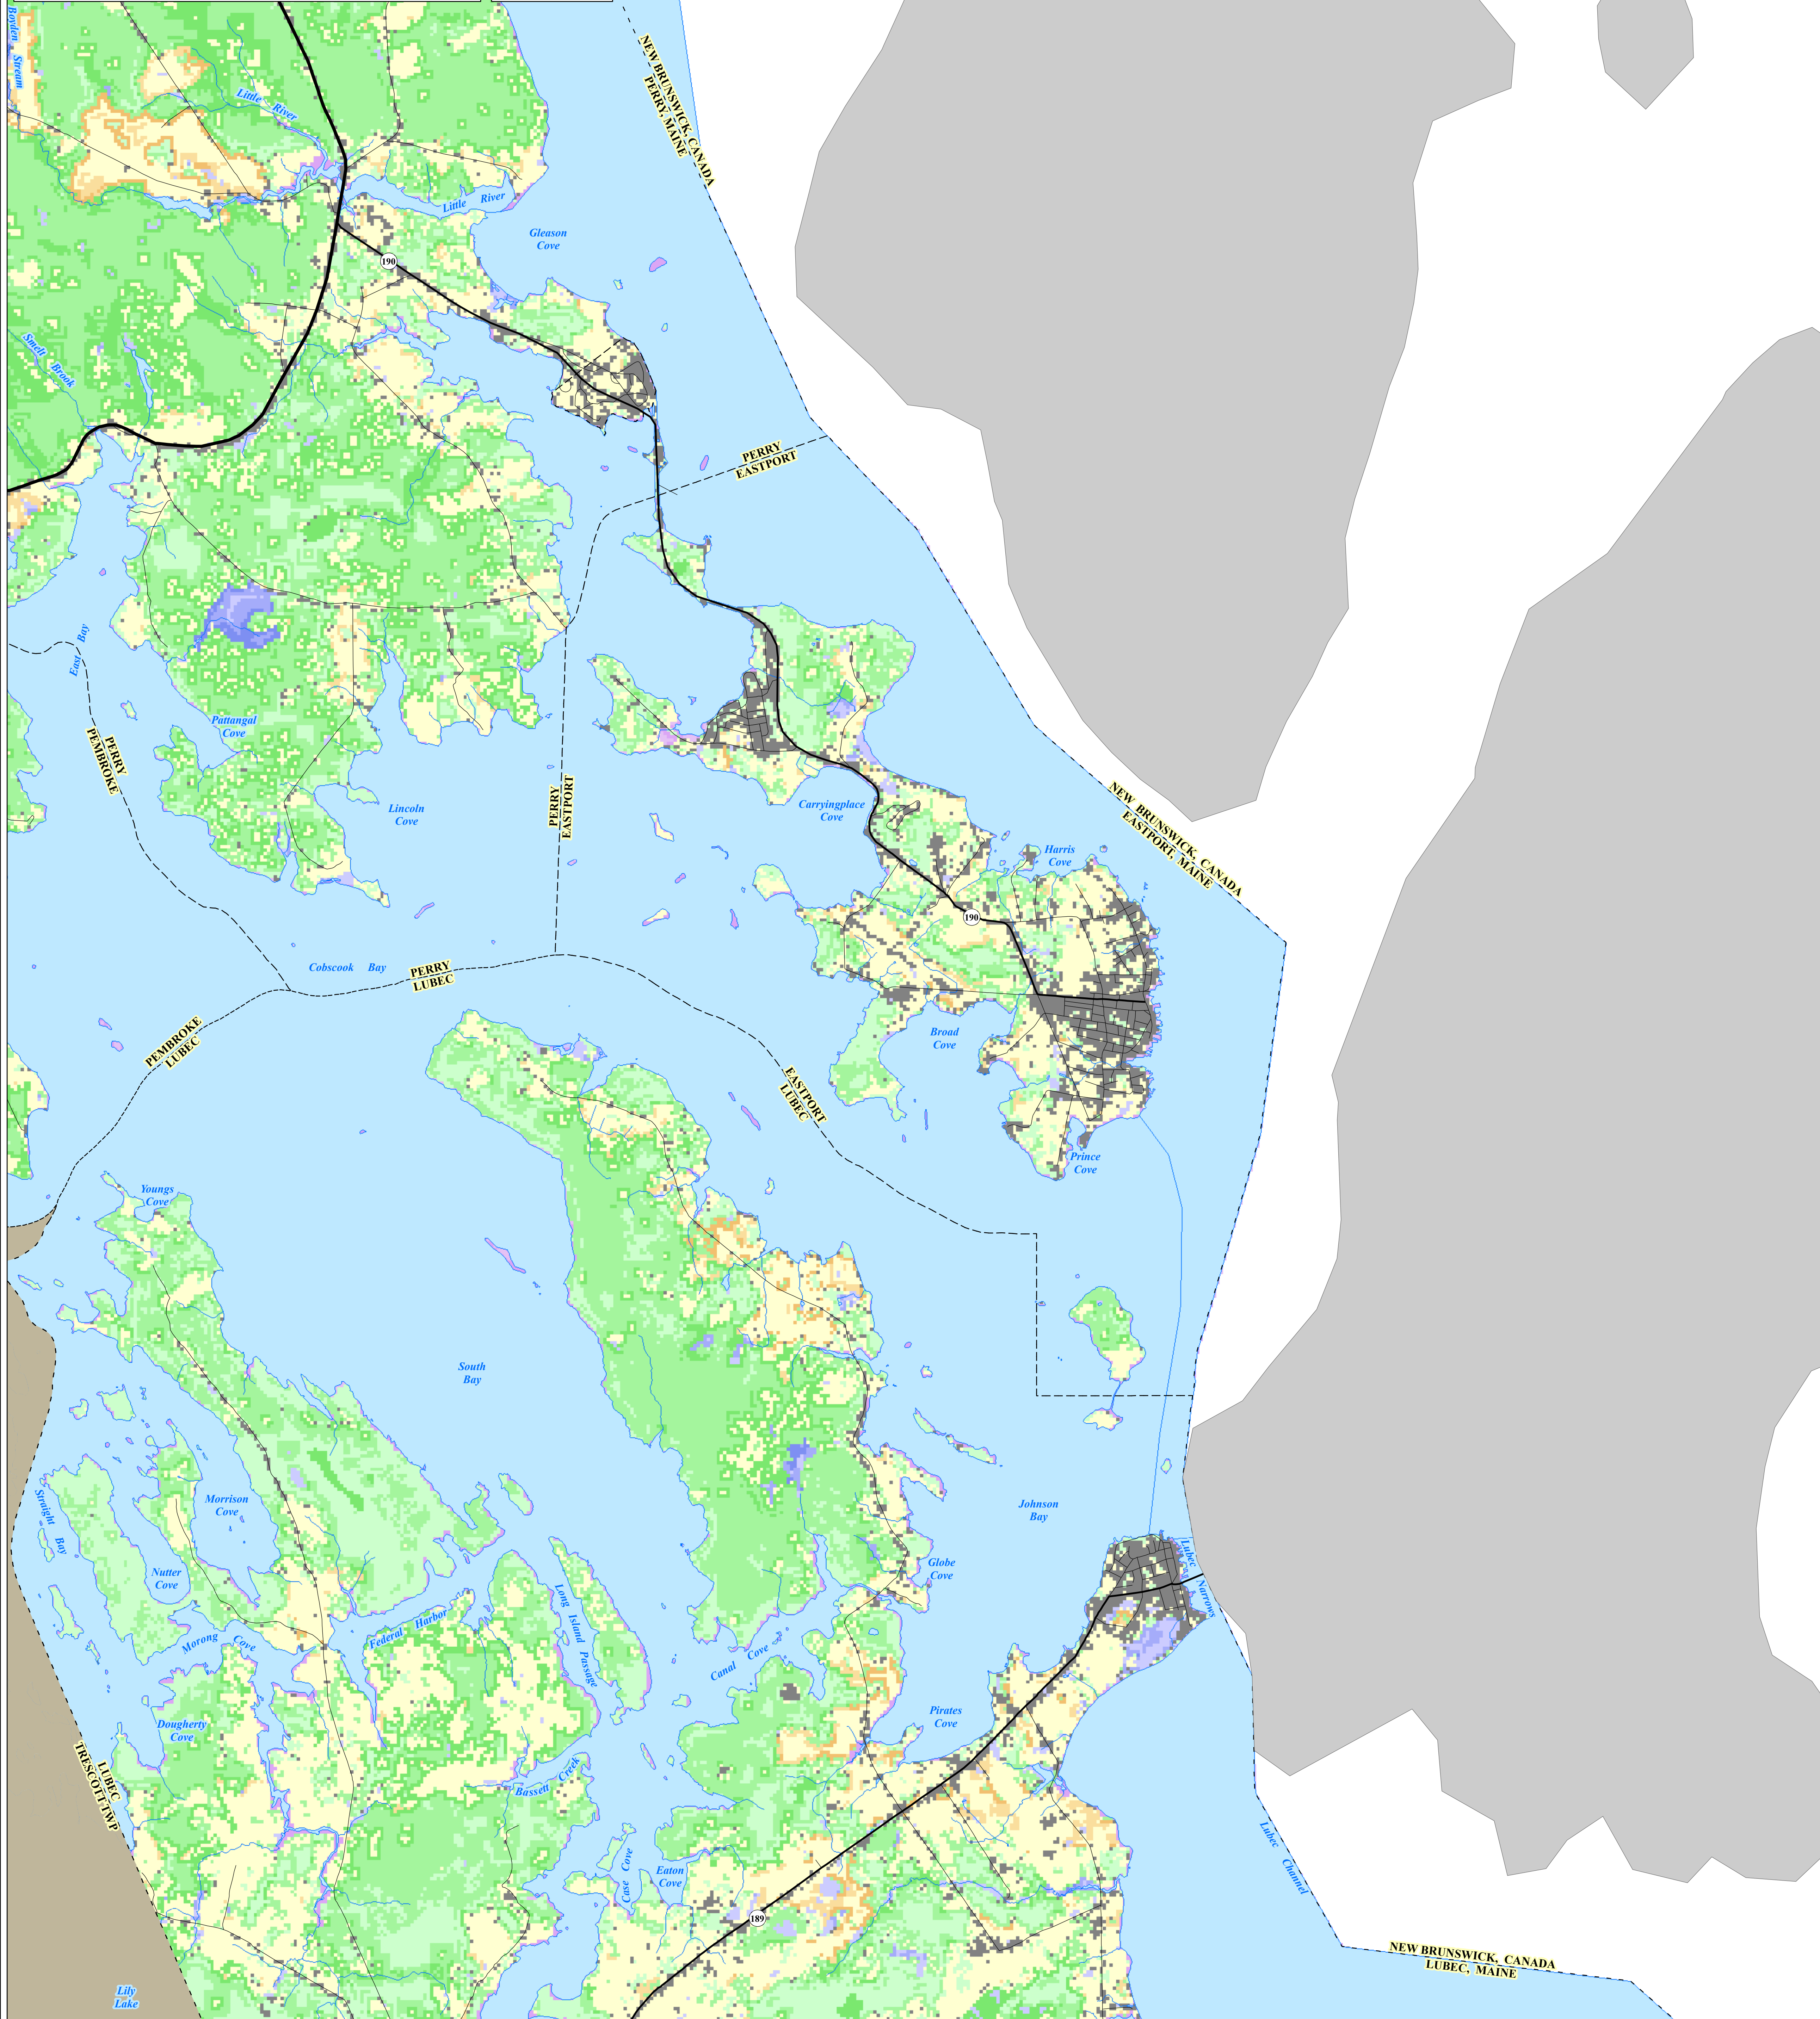 Boyden Stream
NEW BRUNSWICK, CANADA
PERRY, MAINE
Little River
Little River
Gleason
Cove
190
Smelt Brook
PERRY
EASTPORT
East Bay
Pattangal
Cove
PERRY
PEMBROKE
Lincoln
Cove
PERRY
EASTPORT
Carryingplace
Cove
NEW BRUNSWICK, CANADA
EASTPORT, MAINE
Harris
Cove
190
Cobscook Bay
PERRY
LUBEC
PEMBROKE
LUBEC
Broad
Cove
EASTPORT
LUBEC
Prince
Cove
Youngs
Cove
South
Bay
Straight Bay
Morrison
Cove
Johnson
Bay
Nutter
Cove
Globe
Cove
Lubec Narrows
Long Island Passage
Federal Harbor
Morong Cove
Canal Cove
Dougherty
Cove
Pirates
Cove
LUBEC
TRESCOTT TWP
Bassett Creek
Lubec Channel
Case Cove
Eaton
Cove
189
NEW BRUNSWICK, CANADA
LUBEC, MAINE
Lily
Lake